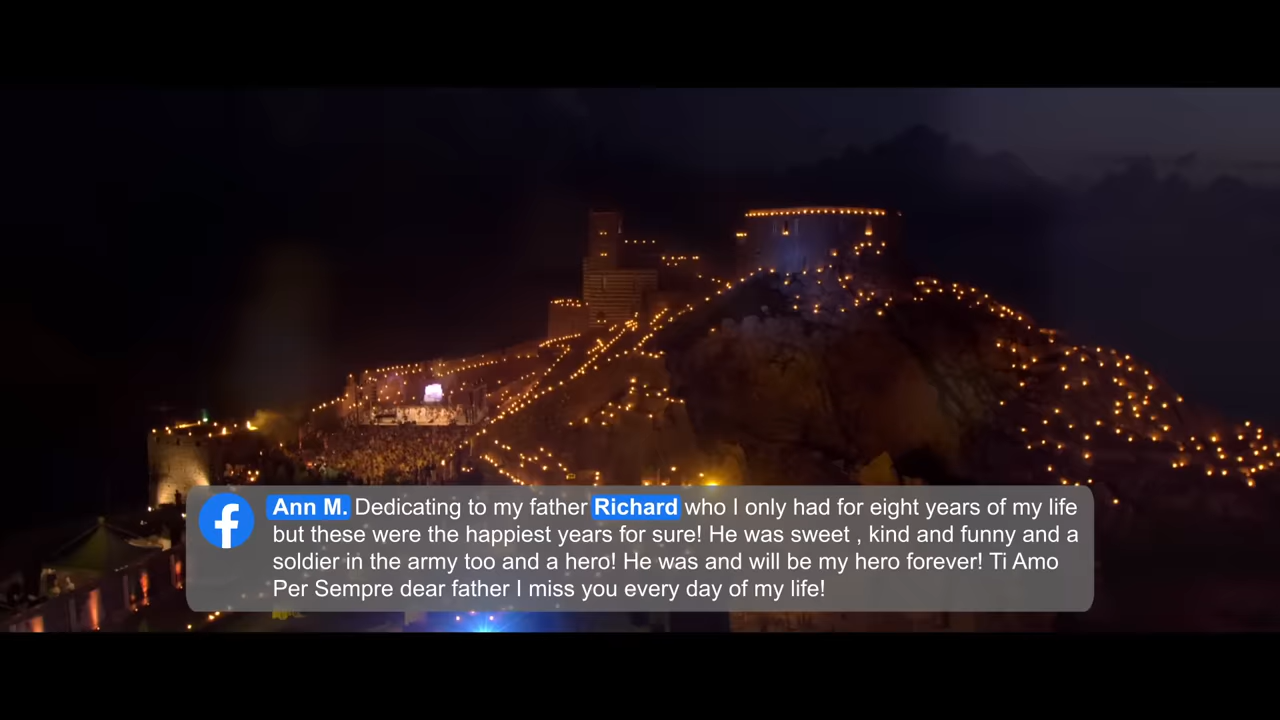 Ann M. Dedicating to my father Richard who I only had for eight years of my life
but these were the happiest years for sure! He was sweet , kind and funny and a
soldier in the army too and a hero! He was and will be my hero forever! Ti Amo
Per Sempre dear father I miss you every day of my life!